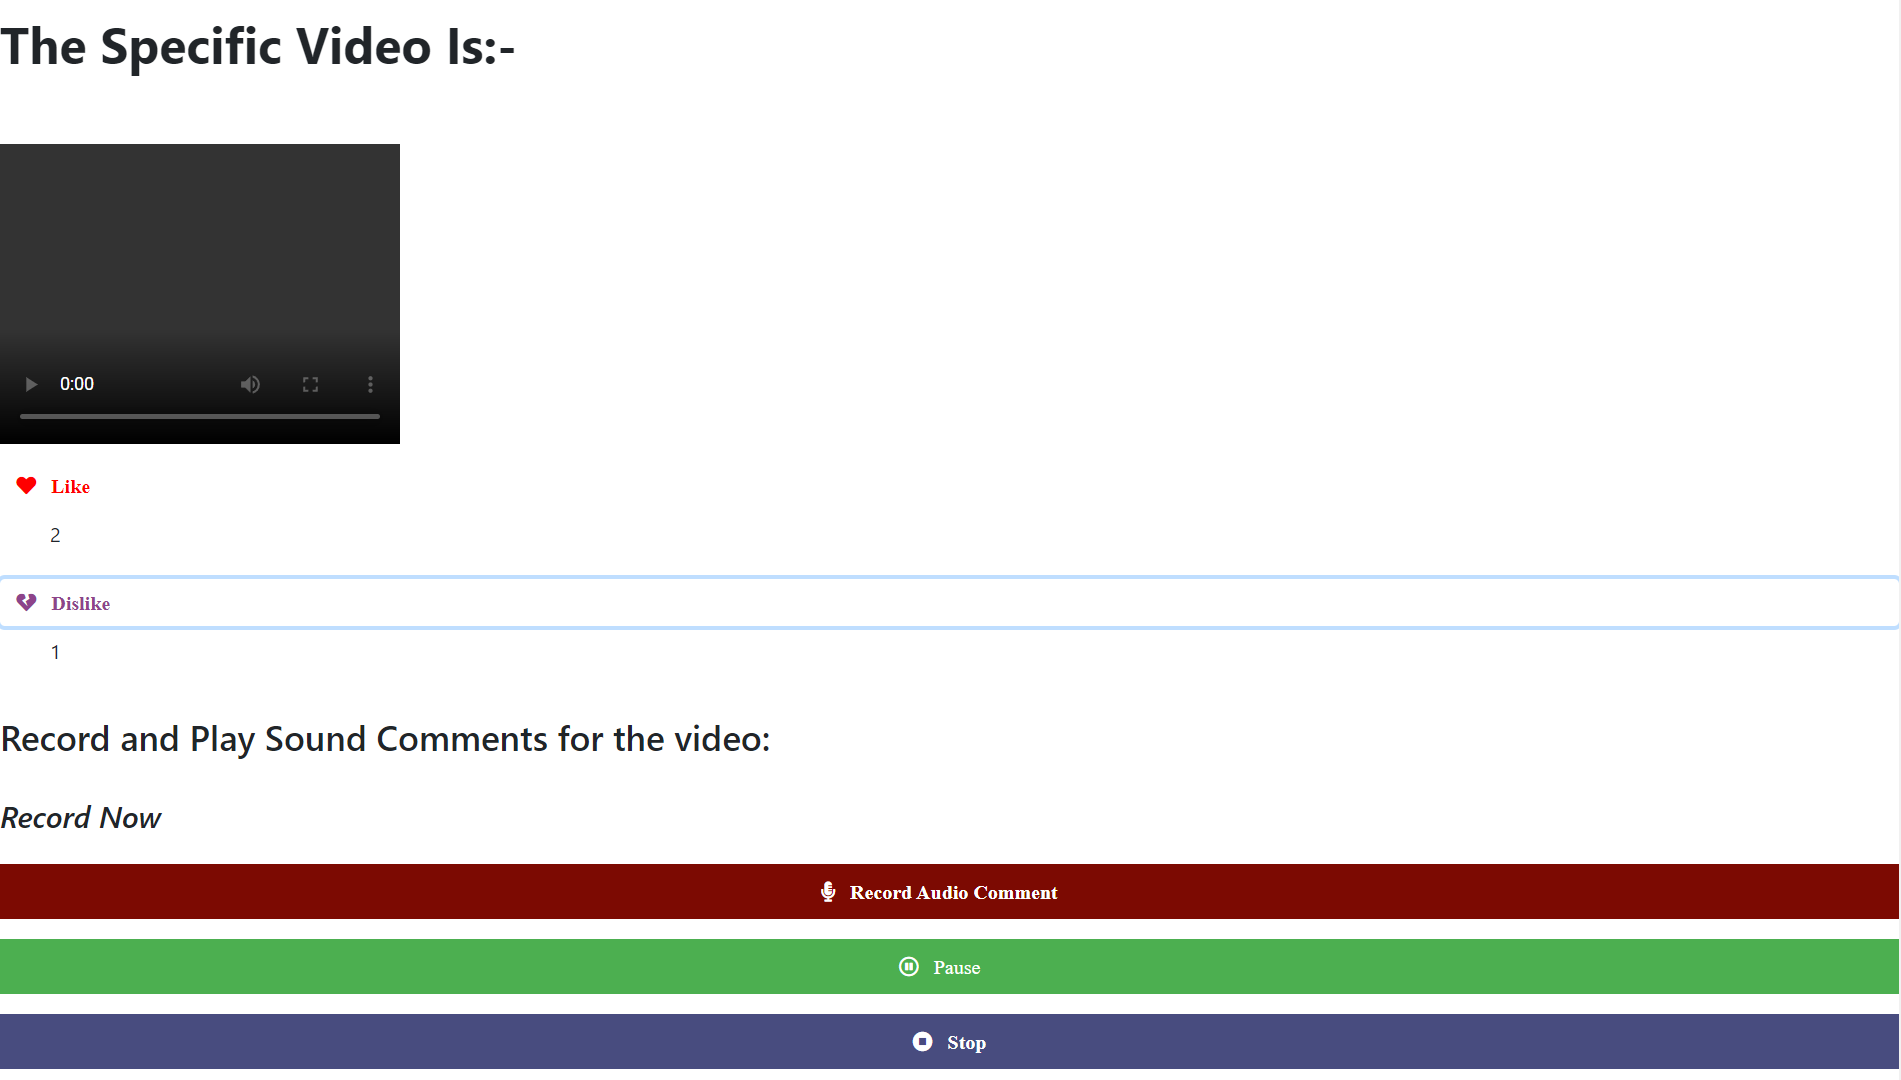 The Specific Video Is:-
0:00
Like
2
Dislike
1
Record and Play Sound Comments for the video:
Record Now
Record Audio Comment
Pause
Stop